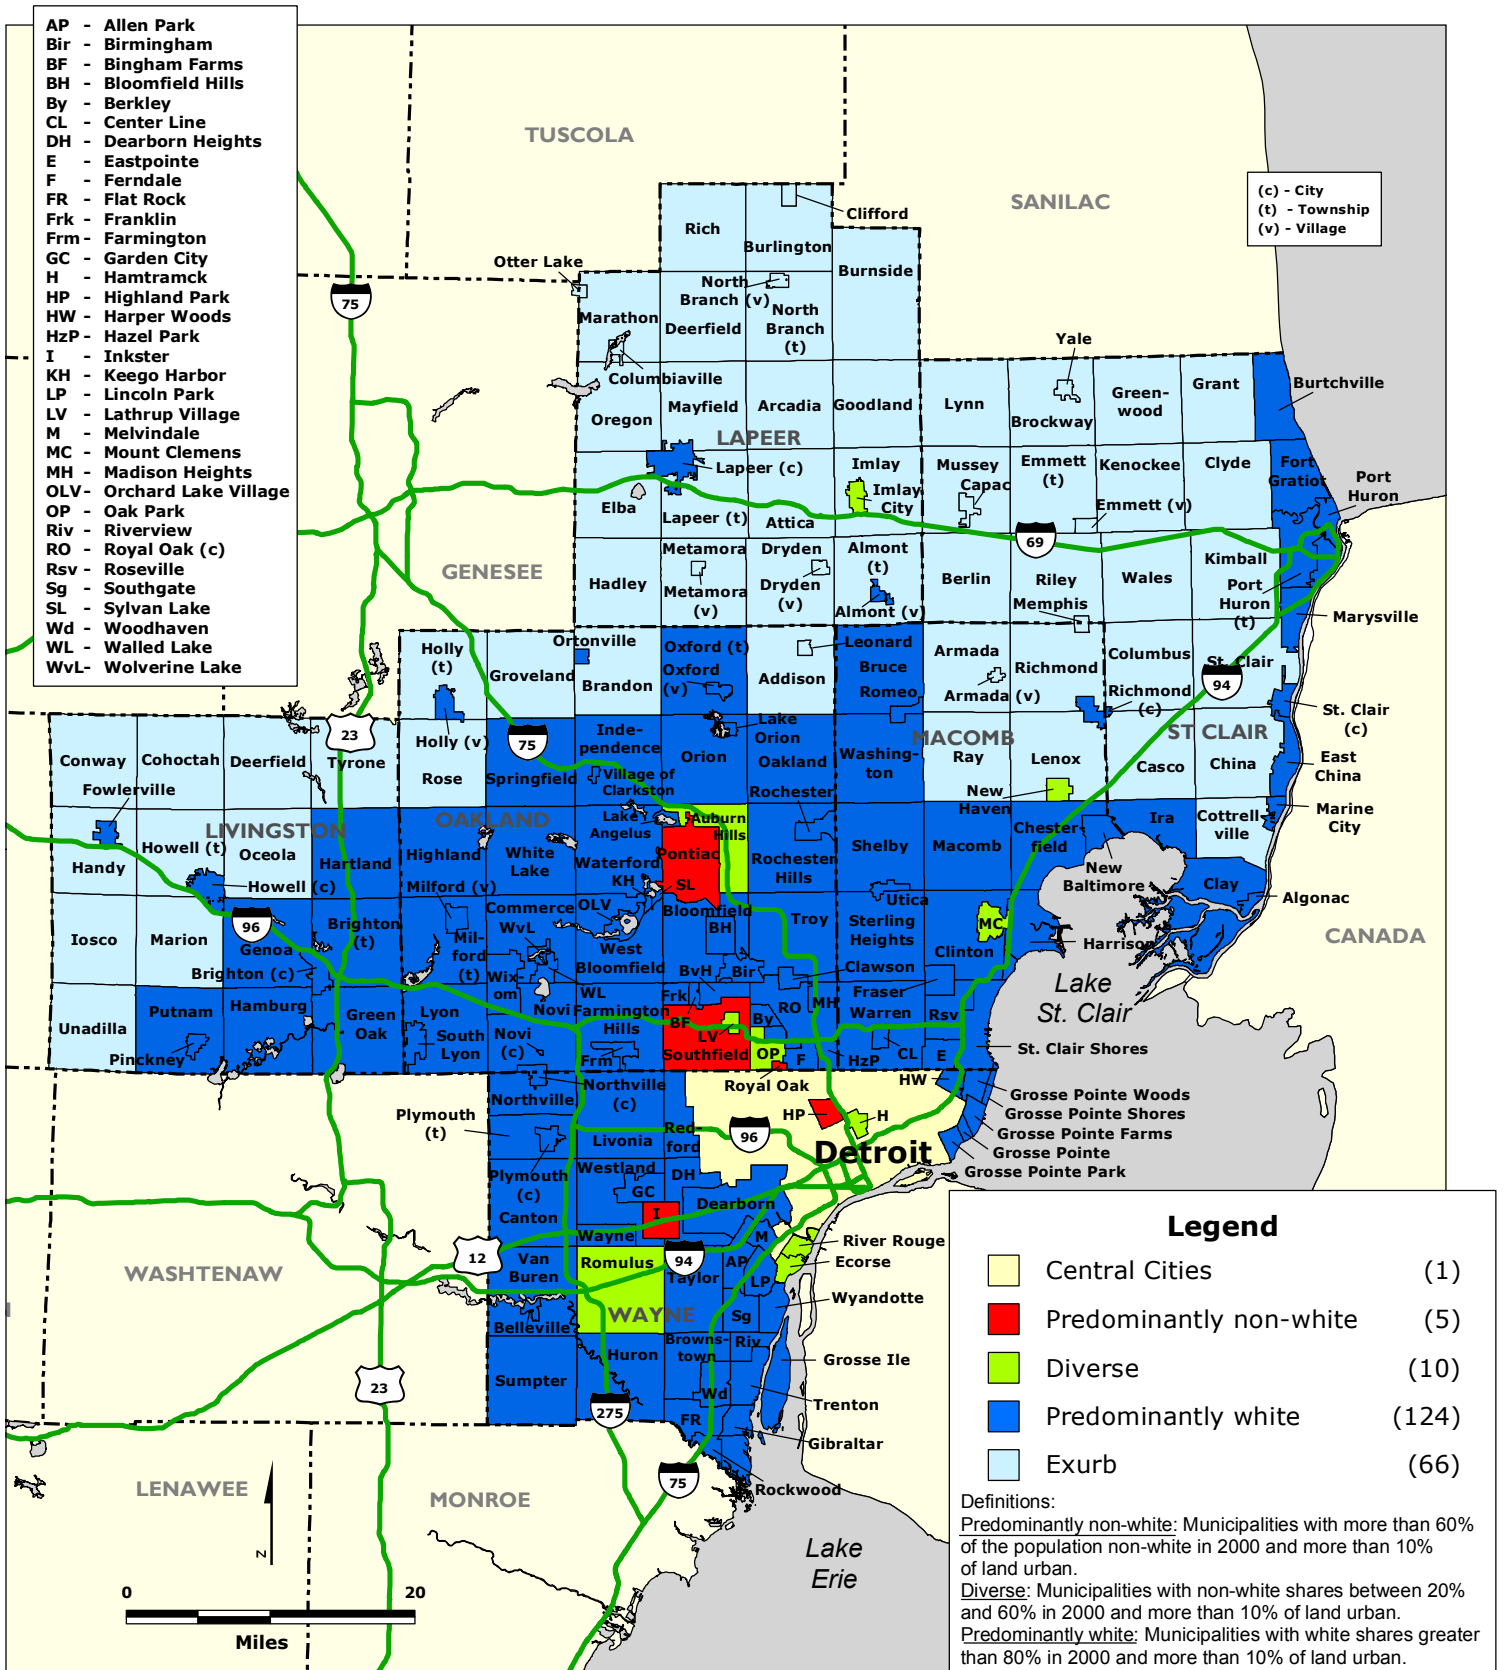 AP - Allen Park
Bir - Birmingham
BF - Bingham Farms
BH - Bloomfield Hills
By - Berkley
CL - Center Line
DH - Dearborn Heights
E - Eastpointe
F - Ferndale
FR - Flat Rock
Frk - Franklin
Frm - Farmington
GC - Garden City
H - Hamtramck
HP - Highland Park
HW - Harper Woods
HzP - Hazel Park
I - Inkster
KH - Keego Harbor
LP - Lincoln Park
LV - Lathrup Village
M - Melvindale
MC - Mount Clemens
MH - Madison Heights
OLV - Orchard Lake Village
OP - Oak Park
Riv - Riverview
RO - Royal Oak (c)
Rsv - Roseville
Sg - Southgate
SL - Sylvan Lake
Wd - Woodhaven
WL - Walled Lake
WvL - Wolverine Lake
(c) - City
(t) - Township
(v) - Village
TUSCOLA
SANILAC
Clifford
Rich
Burlington
Burnside
Otter Lake
North
Branch (v)
Marathon
Deerfield
North
Branch
(t)
75
Yale
Columbiaville
Oregon
Mayfield
Arcadia
Goodland
Lynn
Brockway
Green-
wood
Grant
Burtchville
LAPEER
Lapeer (c)
Imlay
Imlay
City
Mussey
Capac
Emmett
(t)
Kenockee
Clyde
Fort
Gratiot
Port
Huron
Elba
Lapeer (t)
Attica
Emmett (v)
69
GENESEE
Hadley
Metamora
Metamora
(v)
Dryden
Dryden
(v)
Almont
(t)
Almont (v)
Berlin
Riley
Memphis
Wales
Kimball
Port
Huron
(t)
Marysville
Holly
(t)
Groveland
Ortonville
Brandon
Oxford (t)
Oxford
(v)
Addison
Leonard
Bruce
Romeo
Armada
Armada (v)
Richmond
Richmond
(c)
Columbus
St. Clair
94
St. Clair
(c)
23
Conway
Cohoctah
Deerfield
Tyrone
Holly (v)
Rose
75
Springfield
Inde-
pendence
Village of
Clarkston
Orion
Lake
Orion
Oakland
Rochester
Washing-
ton
MACOMB
Ray
Lenox
New
Haven
ST CLAIR
Casco
China
East
China
Marine
City
Fowlerville
LIVINGSTON
Handy
Howell (t)
Oceola
Howell (c)
Hartland
OAKLAND
Highland
Milford (v)
White
Lake
Lake
Angelus
Waterford
KH
Auburn
Hills
Pontiac
SL
Rochester
Hills
Shelby
Macomb
Chester-
field
New
Baltimore
Ira
Cottrell-
ville
Clay
Algonac
Iosco
Marion
96
Genoa
Brighton
(t)
Brighton (c)
Mil-
ford
(t)
Commerce
WvL
OLV
West
Bloomfield
Bloomfield
BH
Troy
Utica
Sterling
Heights
MC
Clinton
Harrison
CANADA
Unadilla
Putnam
Pinckney
Hamburg
Green
Oak
Lyon
South
Lyon
Wix-
om
Novi
Novi
(c)
WL
Farmington
Hills
Frm
BvH
Bir
Frk
BF
LV
Southfield
By
OP
RO
F
MH
Clawson
Fraser
Warren
HzP
CL
Rsv
E
Lake
St. Clair
St. Clair Shores
Royal Oak
HW
HP
H
Grosse Pointe Woods
Grosse Pointe Shores
Grosse Pointe Farms
Grosse Pointe
Grosse Pointe Park
Northville
Northville
(c)
Plymouth
(t)
Plymouth
(c)
Livonia
Red-
ford
96
Detroit
Westland
GC
DH
Dearborn
Canton
I
Wayne
M
12
Van
Buren
Romulus
94
Taylor
AP
LP
River Rouge
Ecorse
Wyandotte
WASHTENAW
Belleville
WAYNE
Sg
Sumpter
Huron
Browns-
town
Riv
Wd
Grosse Ile
Trenton
23
275
FR
Gibraltar
75
Rockwood
LENAWEE
MONROE
Lake
Erie
N
0 20
Miles
Legend
Central Cities (1)
Predominantly non-white (5)
Diverse (10)
Predominantly white (124)
Exurb (66)
Definitions:
Predominantly non-white: Municipalities with more than 60%
of the population non-white in 2000 and more than 10%
of land urban.
Diverse: Municipalities with non-white shares between 20%
and 60% in 2000 and more than 10% of land urban.
Predominantly white: Municipalities with white shares greater
than 80% in 2000 and more than 10% of land urban.